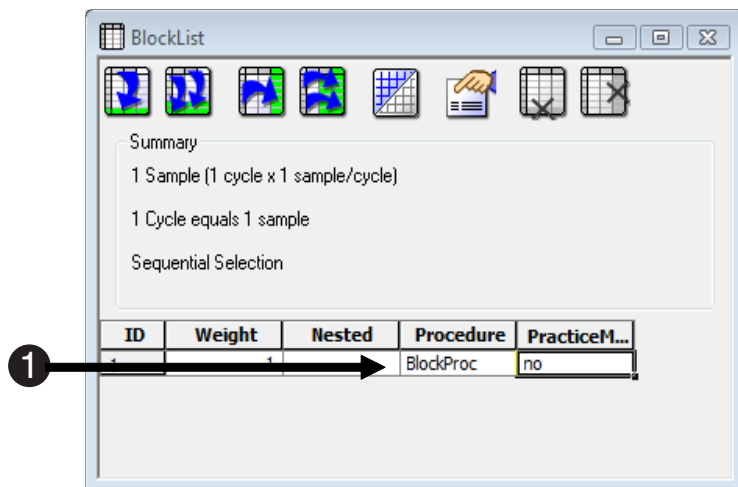 BlockList
Summary
1 Sample (1 cycle x 1 sample/cycle)
1 Cycle equals 1 sample
Sequential Selection
ID Weight Nested Procedure PracticeM...
1 1 BlockProc no
1